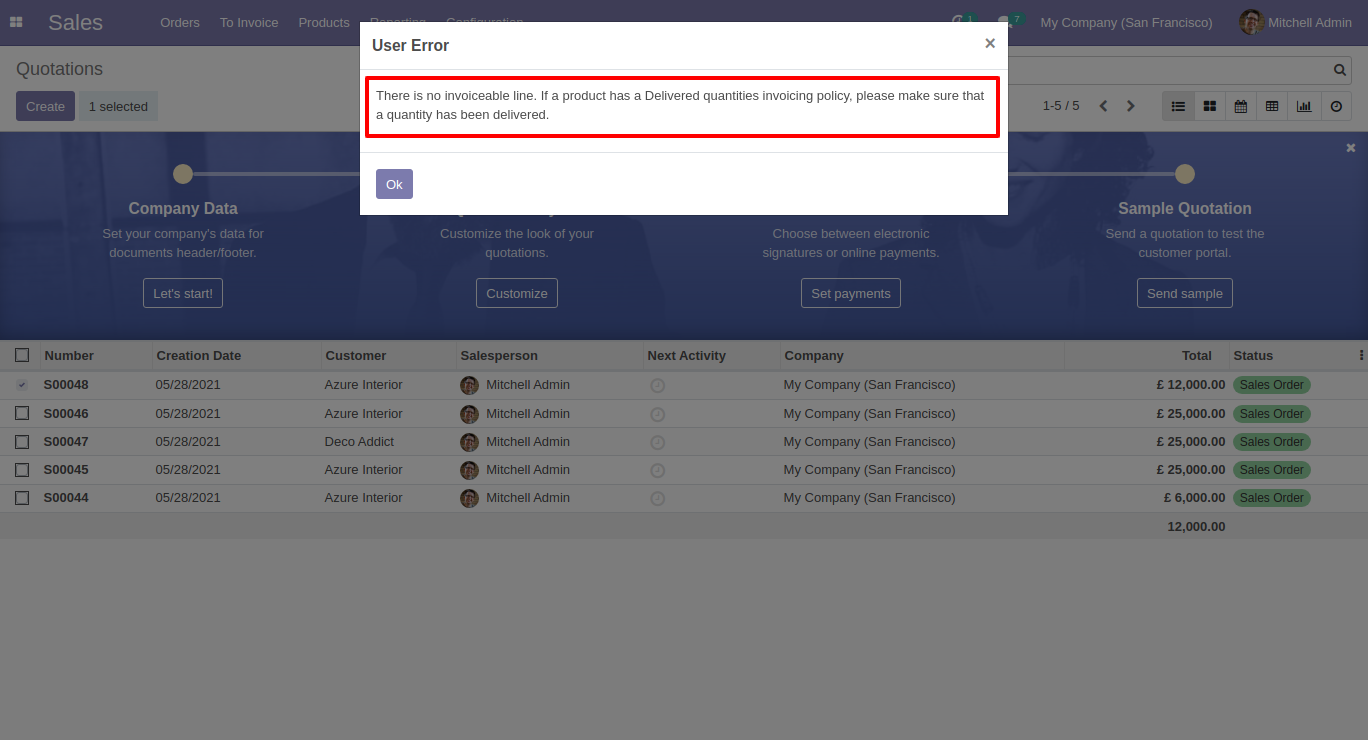 Sales Orders To Invoice Products Reporting Configuration 1 7 My Company (San Francisco) Mitchell Admin
User Error ×
Quotations
There is no invoiceable line. If a product has a Delivered quantities invoicing policy, please make sure that
a quantity has been delivered.
Create 1 selected 1-5 / 5
Ok
Company Data Sample Quotation
Set your company's data for Customize the look of your Choose between electronic Send a quotation to test the
documents header/footer. quotations. signatures or online payments. customer portal.
Let's start! Customize Set payments Send sample
Number Creation Date Customer Salesperson Next Activity Company Total Status
S00048 05/28/2021 Azure Interior Mitchell Admin My Company (San Francisco) £ 12,000.00 Sales Order
S00046 05/28/2021 Azure Interior Mitchell Admin My Company (San Francisco) £ 25,000.00 Sales Order
S00047 05/28/2021 Deco Addict Mitchell Admin My Company (San Francisco) £ 25,000.00 Sales Order
S00045 05/28/2021 Azure Interior Mitchell Admin My Company (San Francisco) £ 25,000.00 Sales Order
S00044 05/28/2021 Azure Interior Mitchell Admin My Company (San Francisco) £ 6,000.00 Sales Order
12,000.00